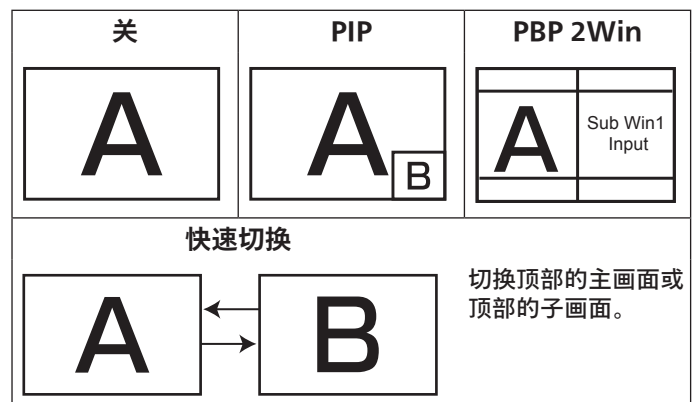 关
PIP
PBP 2Win
A
A
B
A
Sub Win1
Input
快速切换
A
B
切换顶部的主画面或
顶部的子画面。